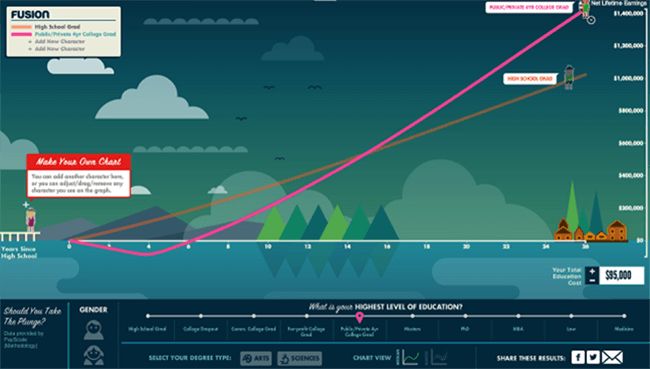 FUSION
High School Grad
Public/Private 4yr College Grad
+ Add New Character
+ Add New Character
PUBLIC/PRIVATE 4YR COLLEGE GRAD
Net Lifetime Earnings
HIGH SCHOOL GRAD
$1,400,000
$1,200,000
$1,000,000
$800,000
$600,000
$400,000
$200,000
$0
Make Your Own Chart
You can add another character here,
or you can adjust/drag/remove any
character you see on the graph.
Years Since
High School
0 2 4 6 8 10 12 14 16 18 20 22 24 26
Your Total
Education
Cost
+
-
$95,000
Should You Take
The Plunge?
Data provided by
PayScale
(Methodology)
GENDER
What is your HIGHEST LEVEL OF EDUCATION?
High School Grad
College Dropout
Comm. College Grad
For-profit College
Grad
Public/Private 4yr
College Grad
Masters
PhD
MBA
Law
Medicine
SELECT YOUR DEGREE TYPE:
ARTS
SCIENCES
CHART VIEW
SHARE THESE RESULTS: